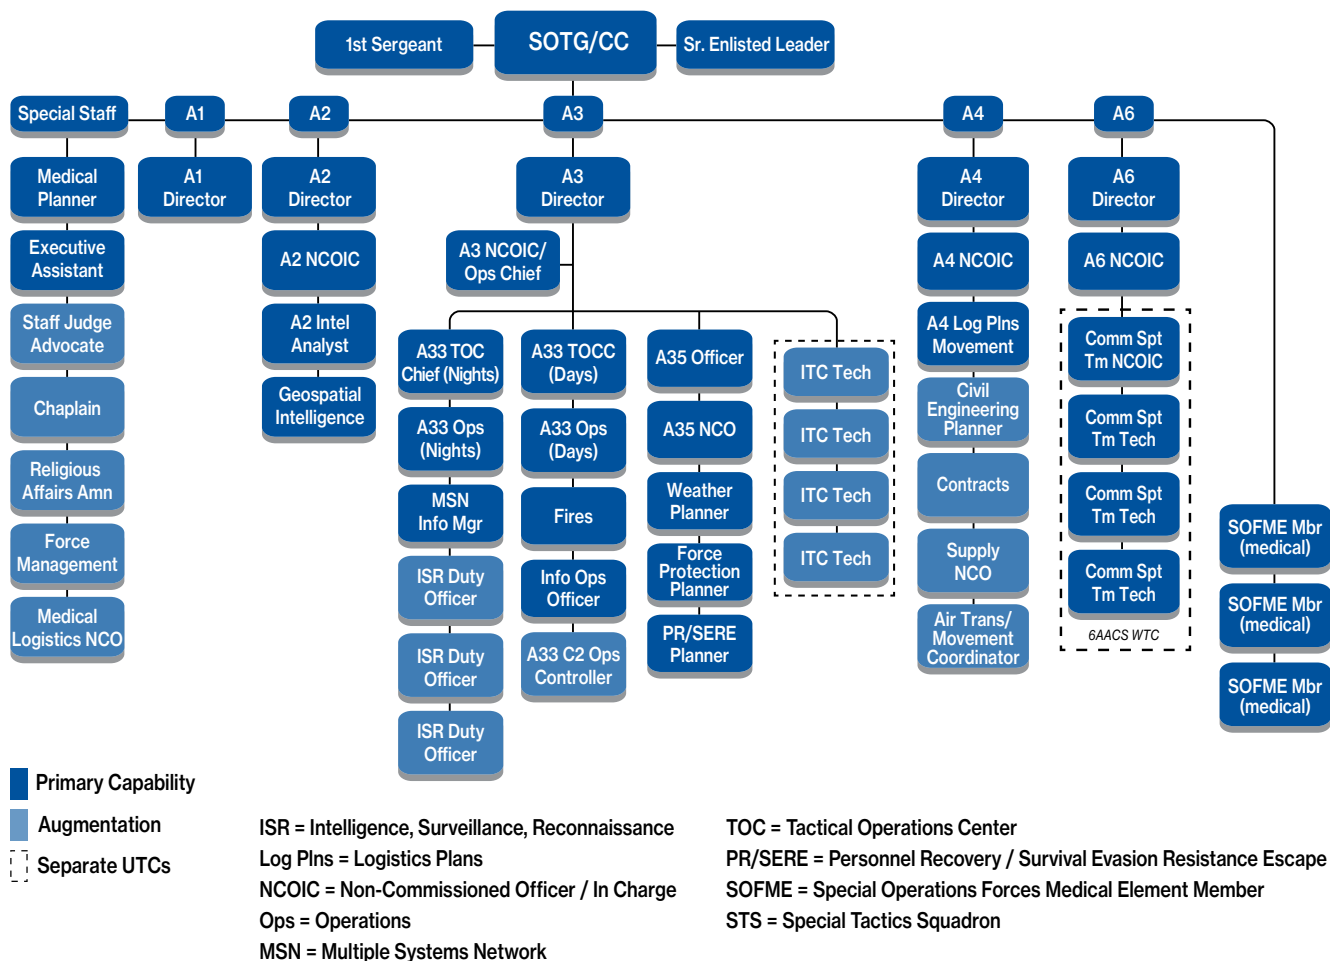 1st Sergeant
SOTG/CC
Sr. Enlisted Leader
Special Staff
A1
A2
A3
A4
A6
Medical
Planner
Executive
Assistant
Staff Judge
Advocate
Chaplain
Religious
Affairs Amn
Force
Management
Medical
Logistics NCO
A1
Director
A2
Director
A2 NCOIC
A2 Intel
Analyst
Geospatial
Intelligence
A3
Director
A3 NCOIC/
Ops Chief
A33 TOC
Chief (Nights)
A33 Ops
(Nights)
MSN
Info Mgr
ISR Duty
Officer
ISR Duty
Officer
ISR Duty
Officer
A33 TOCC
(Days)
A33 Ops
(Days)
Fires
Info Ops
Officer
A33 C2 Ops
Controller
A35 Officer
A35 NCO
Weather
Planner
Force
Protection
Planner
PR/SERE
Planner
ITC Tech
ITC Tech
ITC Tech
ITC Tech
A4
Director
A4 NCOIC
A4 Log Plns
Movement
Civil
Engineering
Planner
Contracts
Supply
NCO
Air Trans/
Movement
Coordinator
A6
Director
A6 NCOIC
Comm Spt
Tm NCOIC
Comm Spt
Tm Tech
Comm Spt
Tm Tech
Comm Spt
Tm Tech
6AACS WTC
SOFME Mbr
(medical)
SOFME Mbr
(medical)
SOFME Mbr
(medical)
Primary Capability
Augmentation
Separate UTCs
ISR = Intelligence, Surveillance, Reconnaissance
Log Plns = Logistics Plans
NCOIC = Non-Commissioned Officer / In Charge
Ops = Operations
MSN = Multiple Systems Network
TOC = Tactical Operations Center
PR/SERE = Personnel Recovery / Survival Evasion Resistance Escape
SOFME = Special Operations Forces Medical Element Member
STS = Special Tactics Squadron